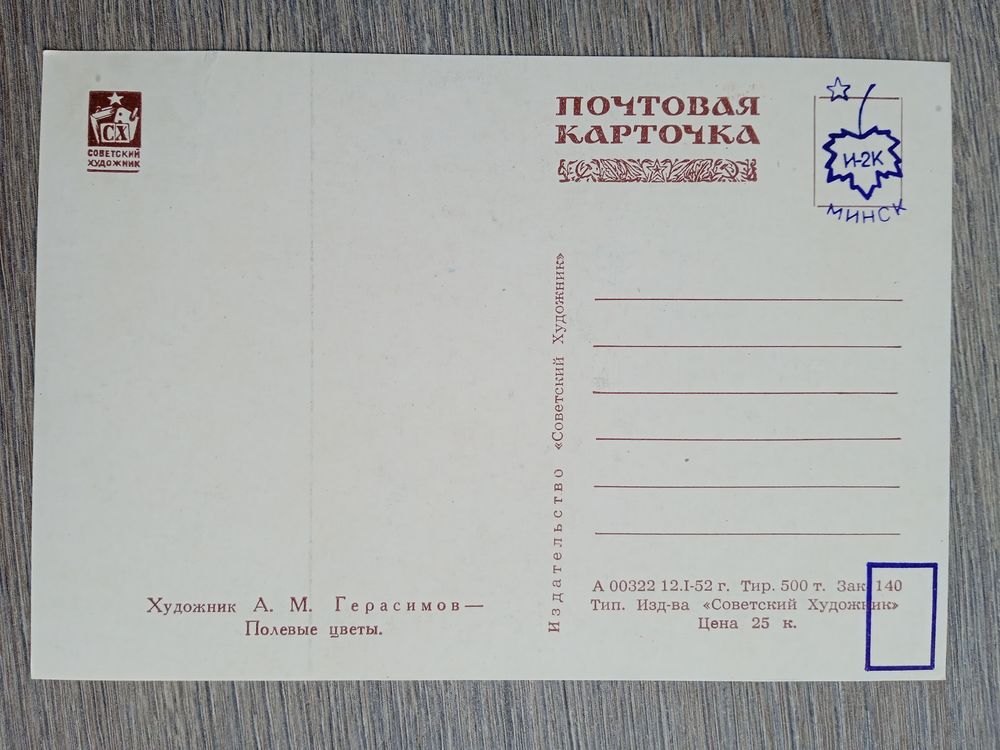 СХ
СОВЕТСКИЙ
ХУДОЖНИК
ПОЧТОВАЯ
КАРТОЧКА
И-2К
МИНСК
Издательство «Советский Художник»
Художник А. М. Герасимов—
Полевые цветы.
А 00322 12.I-52 г. Тир. 500 т. Зак 140
Тип. Изд-ва «Советский Художник»
Цена 25 к.